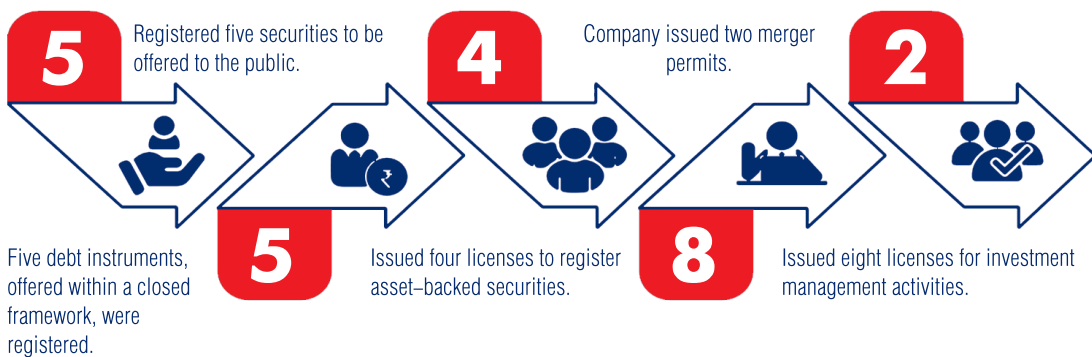 5
Registered five securities to be
offered to the public.
4
Company issued two merger
permits.
2
₹
Five debt instruments,
offered within a closed
framework, were
registered.
5
Issued four licenses to register
asset–backed securities.
8
Issued eight licenses for investment
management activities.